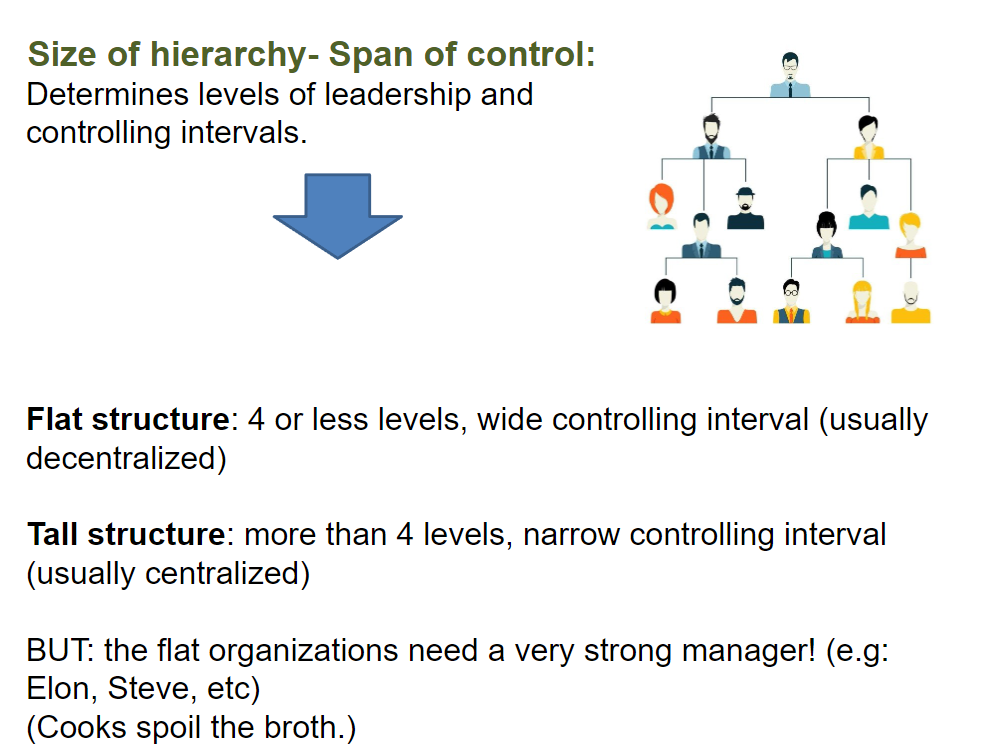 Size of hierarchy- Span of control:
Determines levels of leadership and
controlling intervals.
Flat structure: 4 or less levels, wide controlling interval (usually
decentralized)
Tall structure: more than 4 levels, narrow controlling interval
(usually centralized)
BUT: the flat organizations need a very strong manager! (e.g:
Elon, Steve, etc)
(Cooks spoil the broth.)